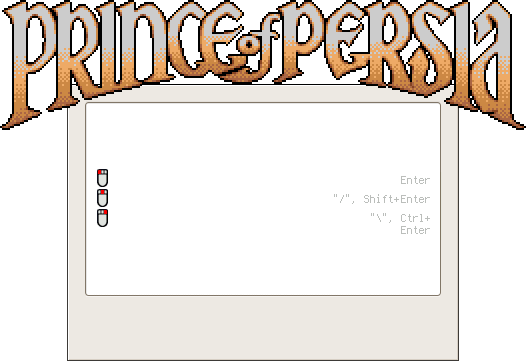 PRINCE of PERSIA
Enter
"/", Shift+Enter
"\", Ctrl+
Enter